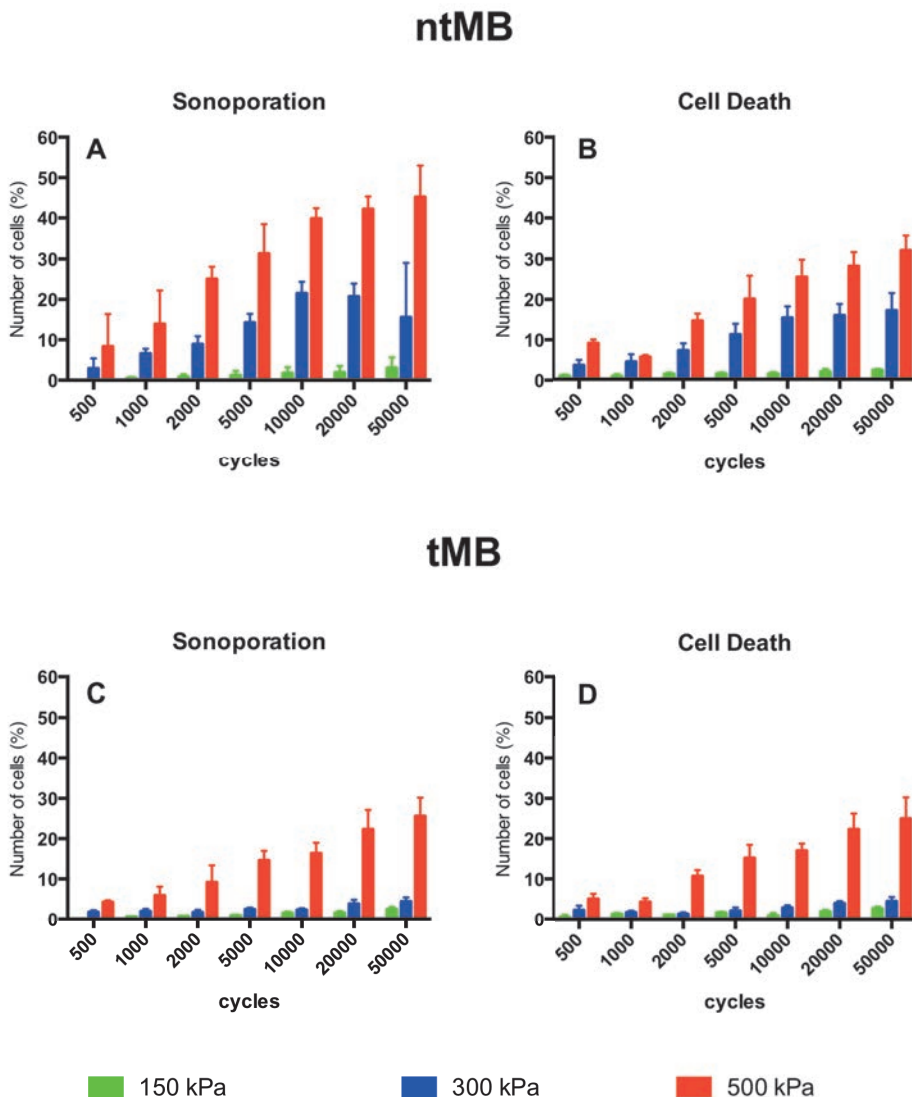 ntMB
Sonoporation
Cell Death
A
B
Number of cells (%)
60
50
40
30
20
10
0
500
1000
2000
5000
10000
20000
50000
cycles
Number of cells (%)
60
50
40
30
20
10
0
500
1000
2000
5000
10000
20000
50000
cycles
tMB
Sonoporation
Cell Death
C
D
Number of cells (%)
60
50
40
30
20
10
0
500
1000
2000
5000
10000
20000
50000
cycles
Number of cells (%)
60
50
40
30
20
10
0
500
1000
2000
5000
10000
20000
50000
cycles
150 kPa
300 kPa
500 kPa